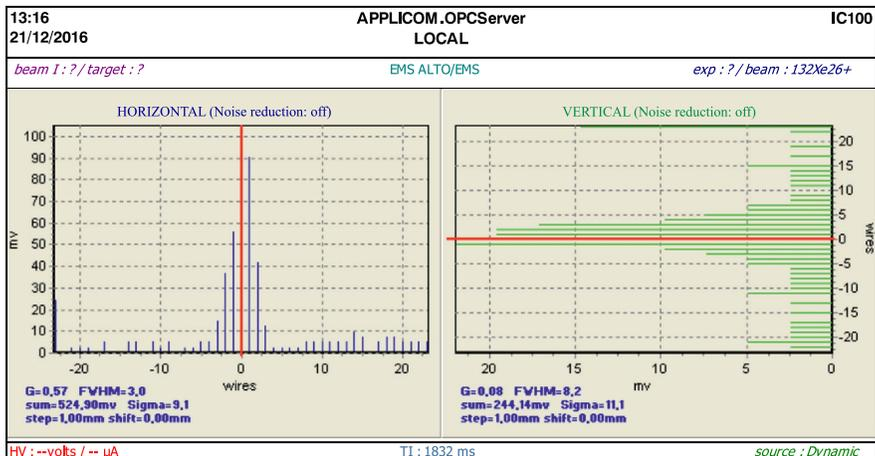 13:16 APPLICOM.OPCServer IC100
21/12/2016 LOCAL
beam I : ? / target : ? EMS ALTO/EMS exp : ? / beam : 132Xe26+
HORIZONTAL (Noise reduction: off)
100
90
80
70
60
50
40
30
20
10
0
mv
-20 -10 0 10 20
wires
G=0,57 FWHM=3,0
sum=524,90mv Sigma=9,1
step=1,00mm shift=0,00mm
VERTICAL (Noise reduction: off)
20
15
10
5
0
-5
-10
-15
-20
wires
20 15 10 5 0
mv
G=0,08 FWHM=8,2
sum=244,14mv Sigma=11,1
step=1,00mm shift=0,00mm
HV : --volts / -- µA TI : 1832 ms source : Dynamic